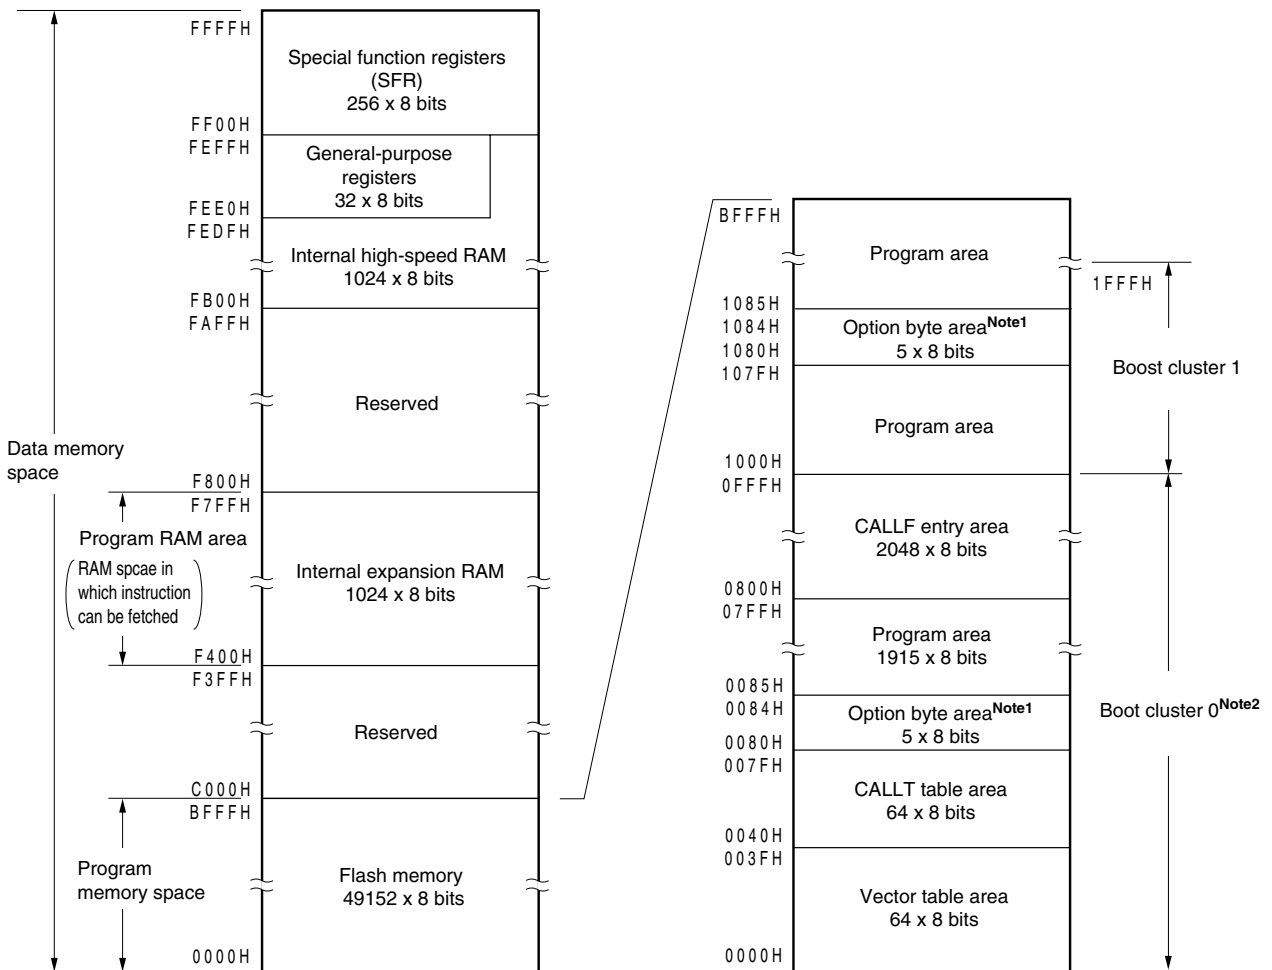 FFFFH
Special function registers
(SFR)
256 x 8 bits
FF00H
FEFFH
General-purpose
registers
32 x 8 bits
FEE0H
FEDFH
Internal high-speed RAM
1024 x 8 bits
FB00H
FAFFH
Reserved
Data memory
space
F800H
F7FFH
Program RAM area
RAM spcae in
which instruction
can be fetched
Internal expansion RAM
1024 x 8 bits
F400H
F3FFH
Reserved
C000H
BFFFH
Program
memory space
Flash memory
49152 x 8 bits
0000H
BFFFH
Program area
1FFFH
1085H
1084H
Option byte areaNote1
5 x 8 bits
1080H
107FH
Boost cluster 1
Program area
1000H
0FFFH
CALLF entry area
2048 x 8 bits
0800H
07FFH
Program area
1915 x 8 bits
0085H
0084H
Option byte areaNote1
5 x 8 bits
Boot cluster 0Note2
0080H
007FH
CALLT table area
64 x 8 bits
0040H
003FH
Vector table area
64 x 8 bits
0000H